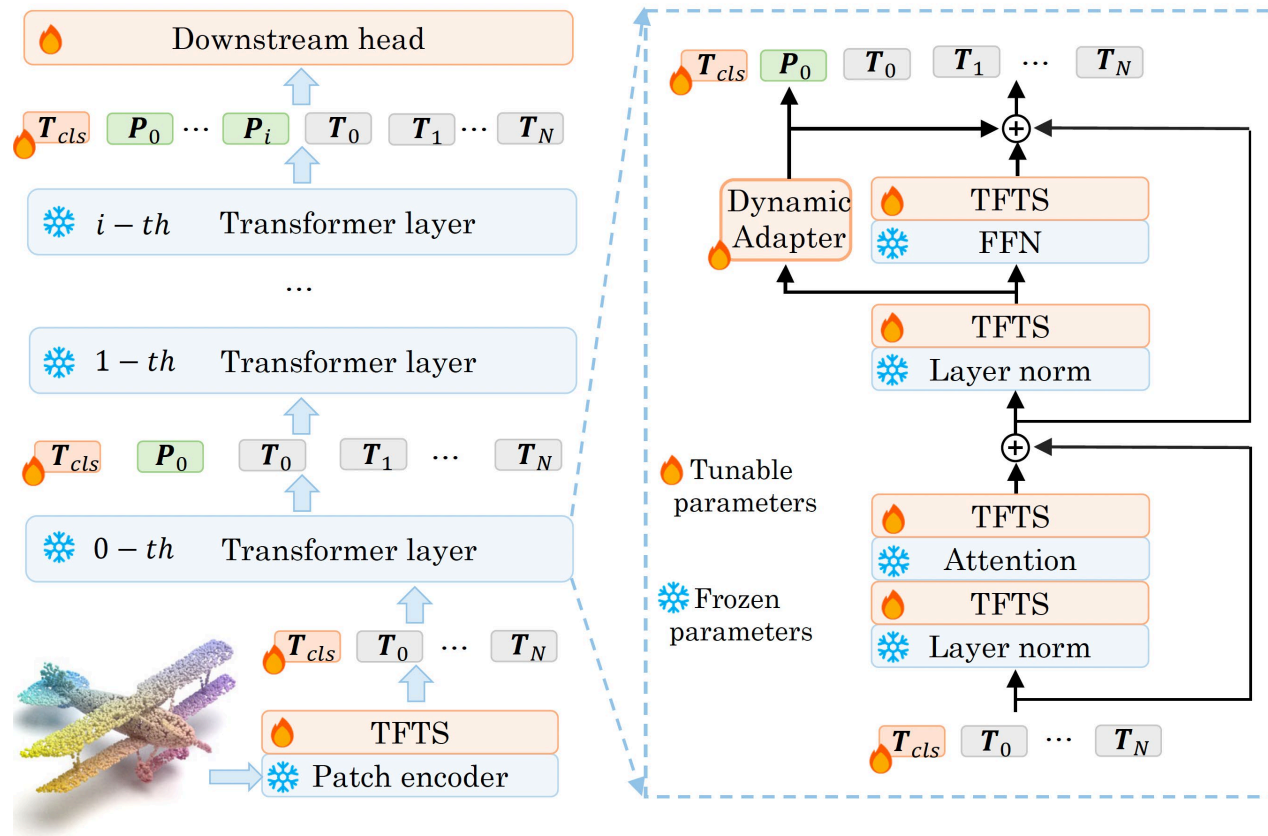 Downstream head
T_cls P_0 ... P_i T_0 T_1 ... T_N
i − th Transformer layer
...
1 − th Transformer layer
T_cls P_0 T_0 T_1 ... T_N
0 − th Transformer layer
T_cls T_0 ... T_N
TFTS
Patch encoder
T_cls P_0 T_0 T_1 ... T_N
+
Dynamic
Adapter
TFTS
FFN
TFTS
Layer norm
+
Tunable
parameters
TFTS
Attention
Frozen
parameters
TFTS
Layer norm
T_cls T_0 ... T_N